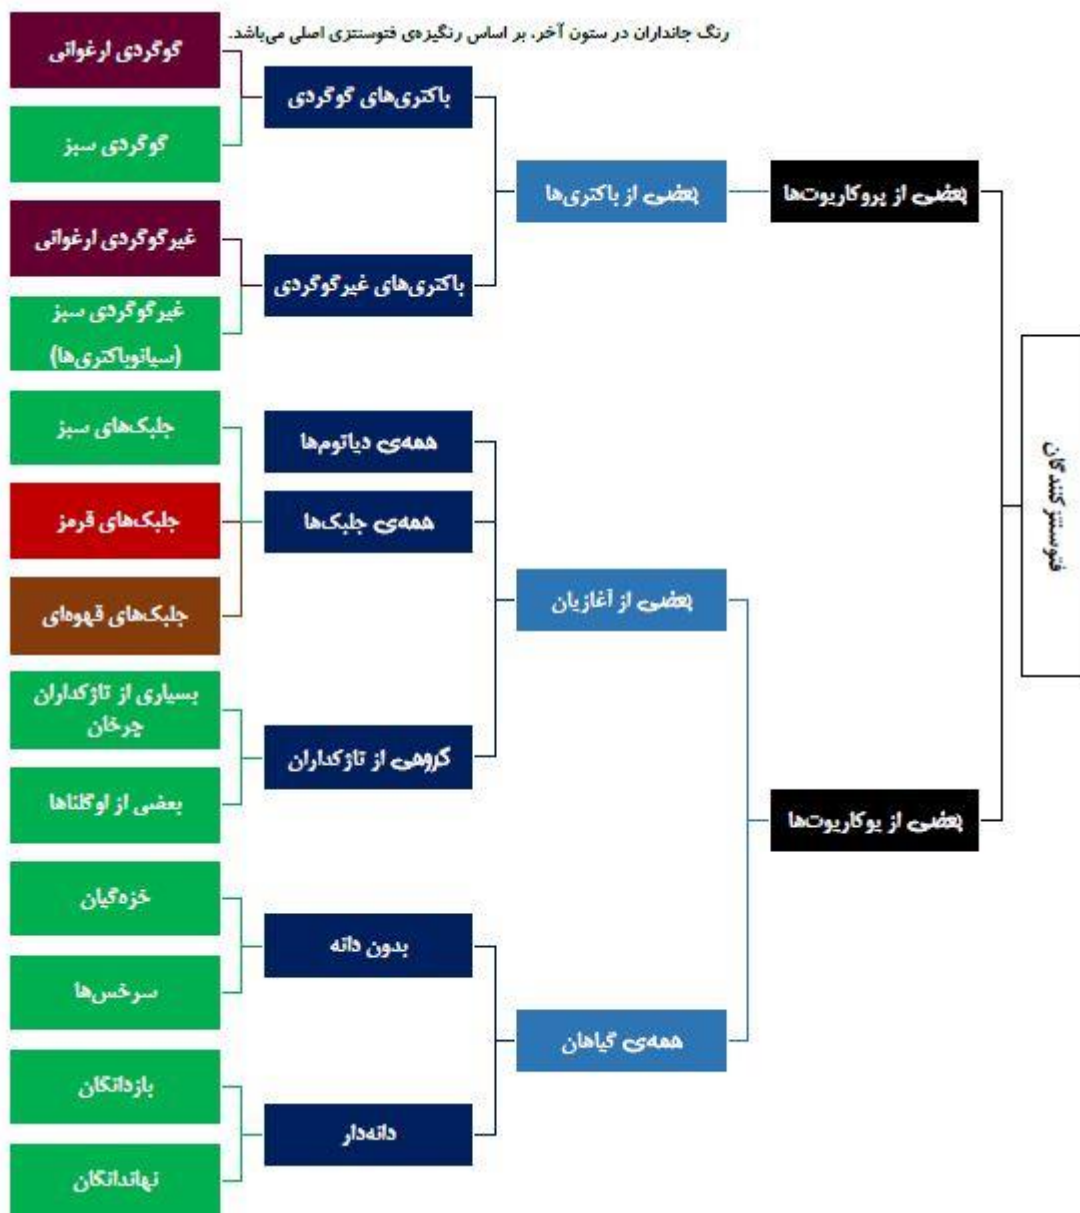 رنگ جانداران در ستون آخر، بر اساس رنگیزه‌ی فتوسنتزی اصلی می‌باشد.
فتوسنتزکنندگان
بعضی از پروکاریوت‌ها
بعضی از باکتری‌ها
باکتری‌های گوگردی
گوگردی ارغوانی
گوگردی سبز
باکتری‌های غیرگوگردی
غیرگوگردی ارغوانی
غیرگوگردی سبز
(سیانوباکتری‌ها)
بعضی از یوکاریوت‌ها
بعضی از آغازیان
همه‌ی دیاتوم‌ها
همه‌ی جلبک‌ها
جلبک‌های سبز
جلبک‌های قرمز
جلبک‌های قهوه‌ای
گروهی از تاژکداران
بسیاری از تاژکداران
چرخان
بعضی از اوگلناها
همه‌ی گیاهان
بدون دانه
خزه‌گیان
سرخس‌ها
دانه‌دار
بازدانگان
نهاندانگان